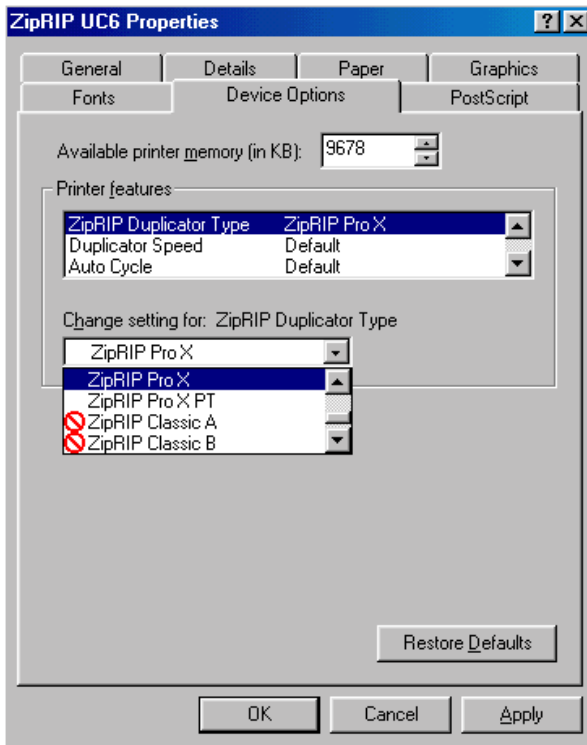 ZipRIP UC6 Properties
General Details Paper Graphics
Fonts Device Options PostScript
Available printer memory (in KB): 9678
Printer features
ZipRIP Duplicator Type ZipRIP Pro X
Duplicator Speed Default
Auto Cycle Default
Change setting for: ZipRIP Duplicator Type
ZipRIP Pro X
ZipRIP Pro X
ZipRIP Pro X PT
ZipRIP Classic A
ZipRIP Classic B
Restore Defaults
OK Cancel Apply